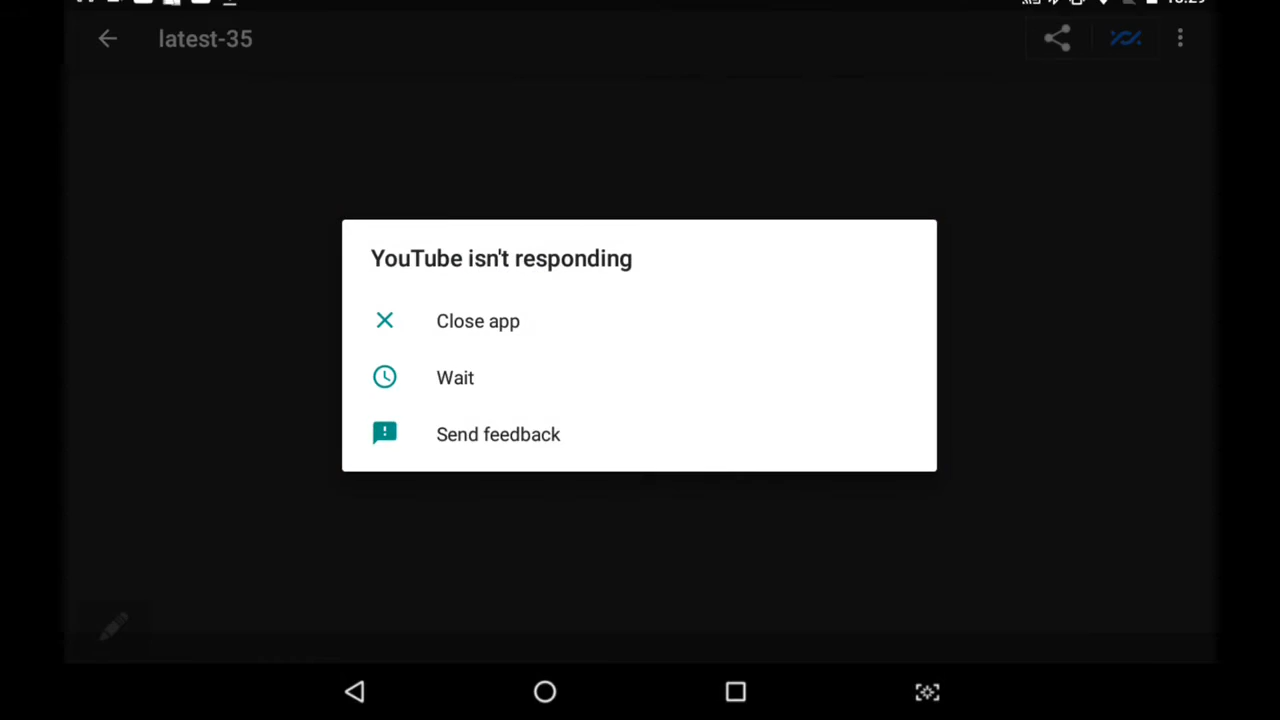 latest-35
YouTube isn't responding
Close app
Wait
Send feedback